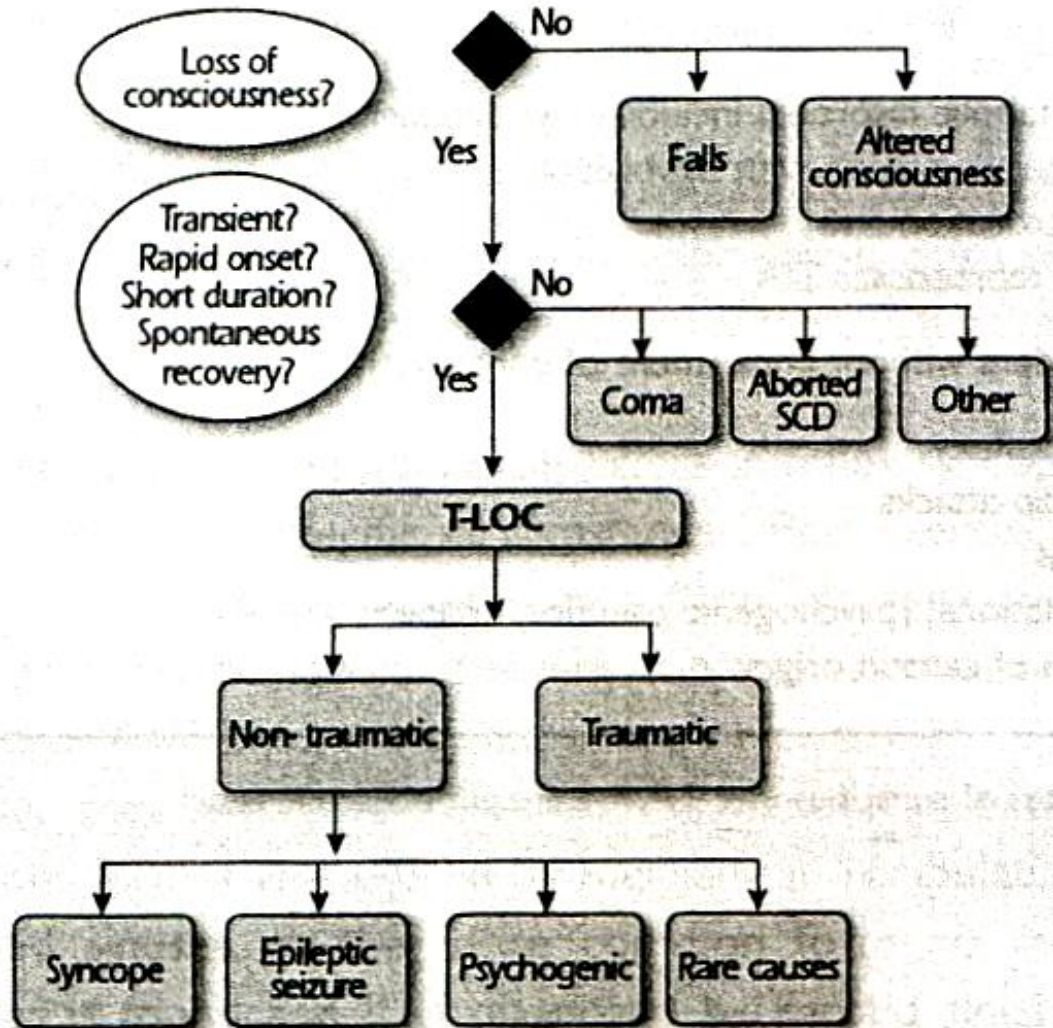 No
Loss of
consciousness?
Yes
Falls
Altered
consciousness
Transient?
Rapid onset?
Short duration?
Spontaneous
recovery?
No
Yes
Coma
Aborted
SCD
Other
T-LOC
Non- traumatic
Traumatic
Syncope
Epileptic
seizure
Psychogenic
Rare causes